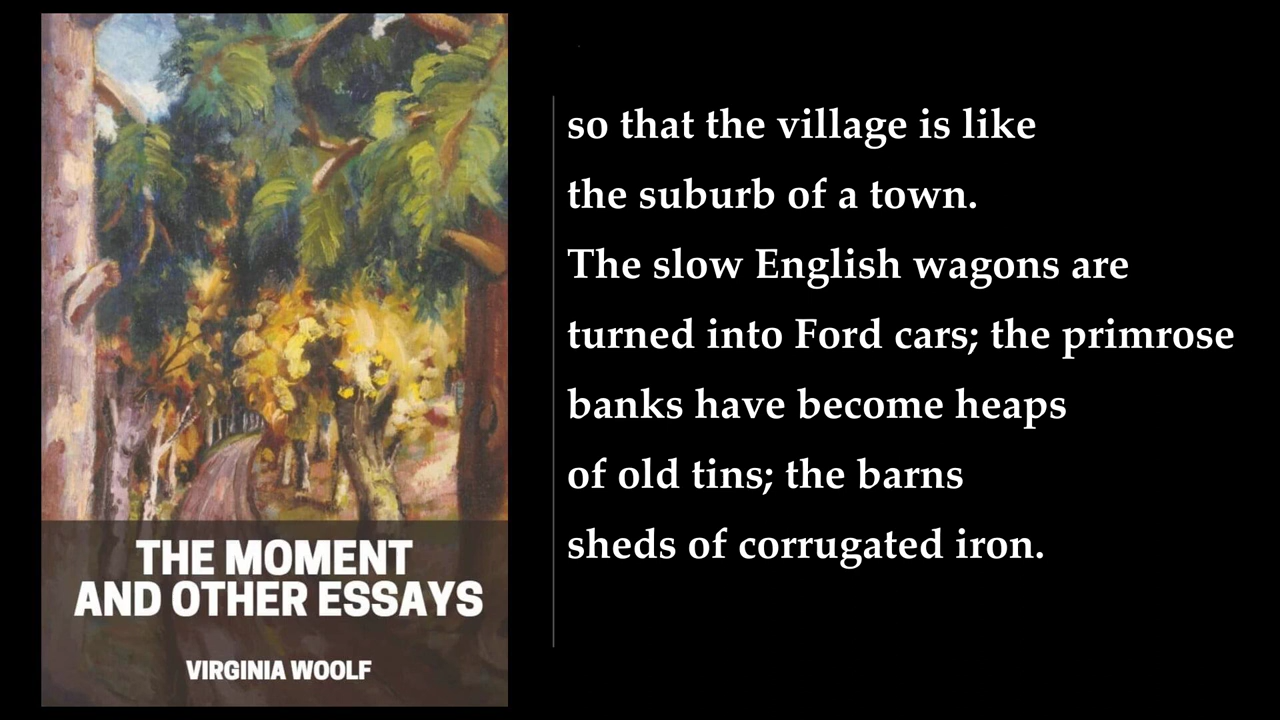 THE MOMENT
AND OTHER ESSAYS
VIRGINIA WOOLF
so that the village is like
the suburb of a town.
The slow English wagons are
turned into Ford cars; the primrose
banks have become heaps
of old tins; the barns
sheds of corrugated iron.